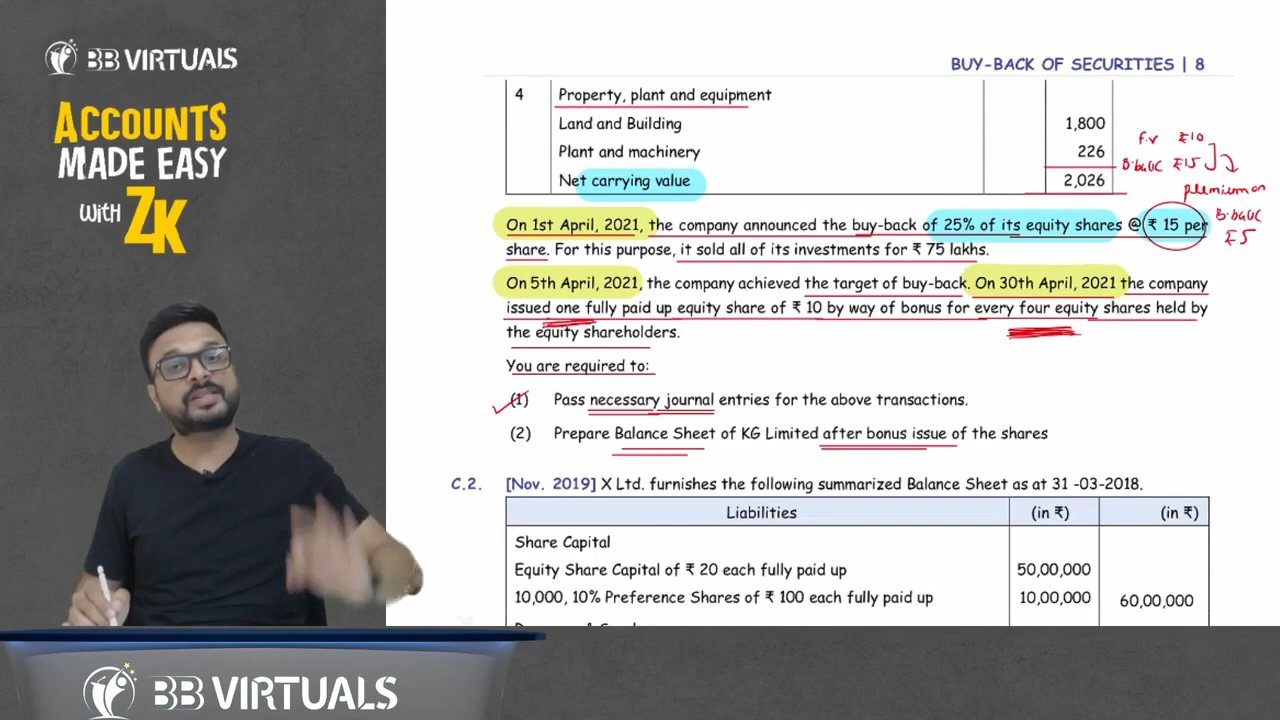 BB VIRTUALS
ACCOUNTS
MADE EASY
WITH ZK
BUY-BACK OF SECURITIES | 8
4 Property, plant and equipment
Land and Building 1,800
Plant and machinery 226
Net carrying value 2,026
F.V ₹10
B.back ₹15
premium on
B.back
₹5
On 1st April, 2021, the company announced the buy-back of 25% of its equity shares @ ₹ 15 per
share. For this purpose, it sold all of its investments for ₹ 75 lakhs.
On 5th April, 2021, the company achieved the target of buy-back. On 30th April, 2021 the company
issued one fully paid up equity share of ₹ 10 by way of bonus for every four equity shares held by
the equity shareholders.
You are required to:
(1) Pass necessary journal entries for the above transactions.
(2) Prepare Balance Sheet of KG Limited after bonus issue of the shares
C.2. [Nov. 2019] X Ltd. furnishes the following summarized Balance Sheet as at 31 -03-2018.
Liabilities (in ₹) (in ₹)
Share Capital
Equity Share Capital of ₹ 20 each fully paid up 50,00,000
10,000, 10% Preference Shares of ₹ 100 each fully paid up 10,00,000 60,00,000
BB VIRTUALS